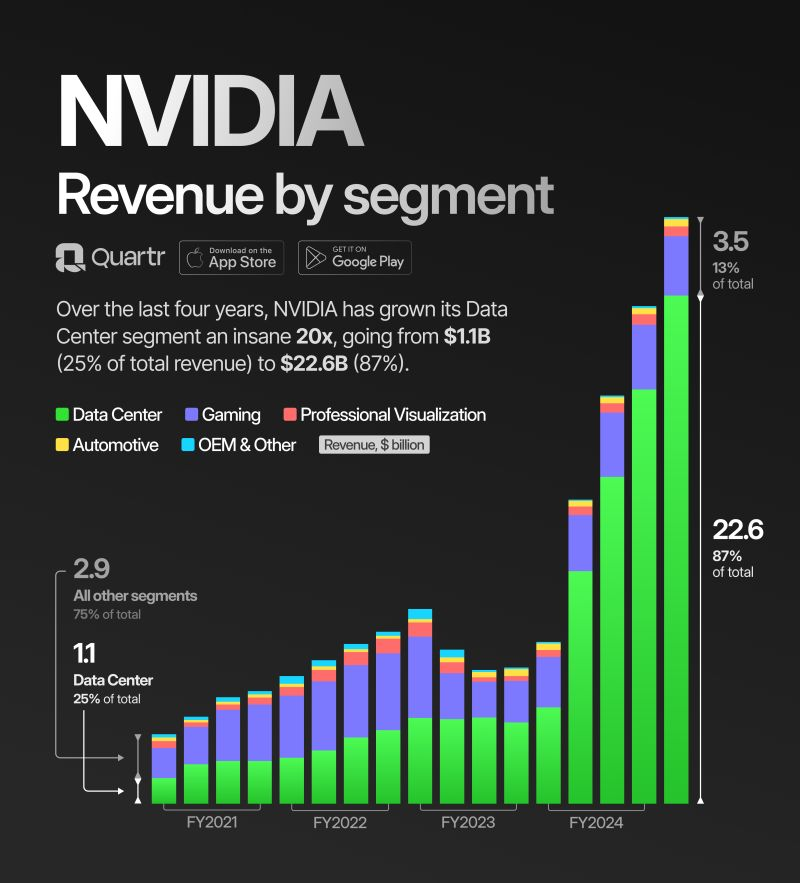 NVIDIA
Revenue by segment
Quartr
Download on the
App Store
GET IT ON
Google Play
Over the last four years, NVIDIA has grown its Data
Center segment an insane 20x, going from $1.1B
(25% of total revenue) to $22.6B (87%).
Data Center
Gaming
Professional Visualization
Automotive
OEM & Other
Revenue, $ billion
3.5
13%
of total
22.6
87%
of total
2.9
All other segments
75% of total
1.1
Data Center
25% of total
FY2021
FY2022
FY2023
FY2024